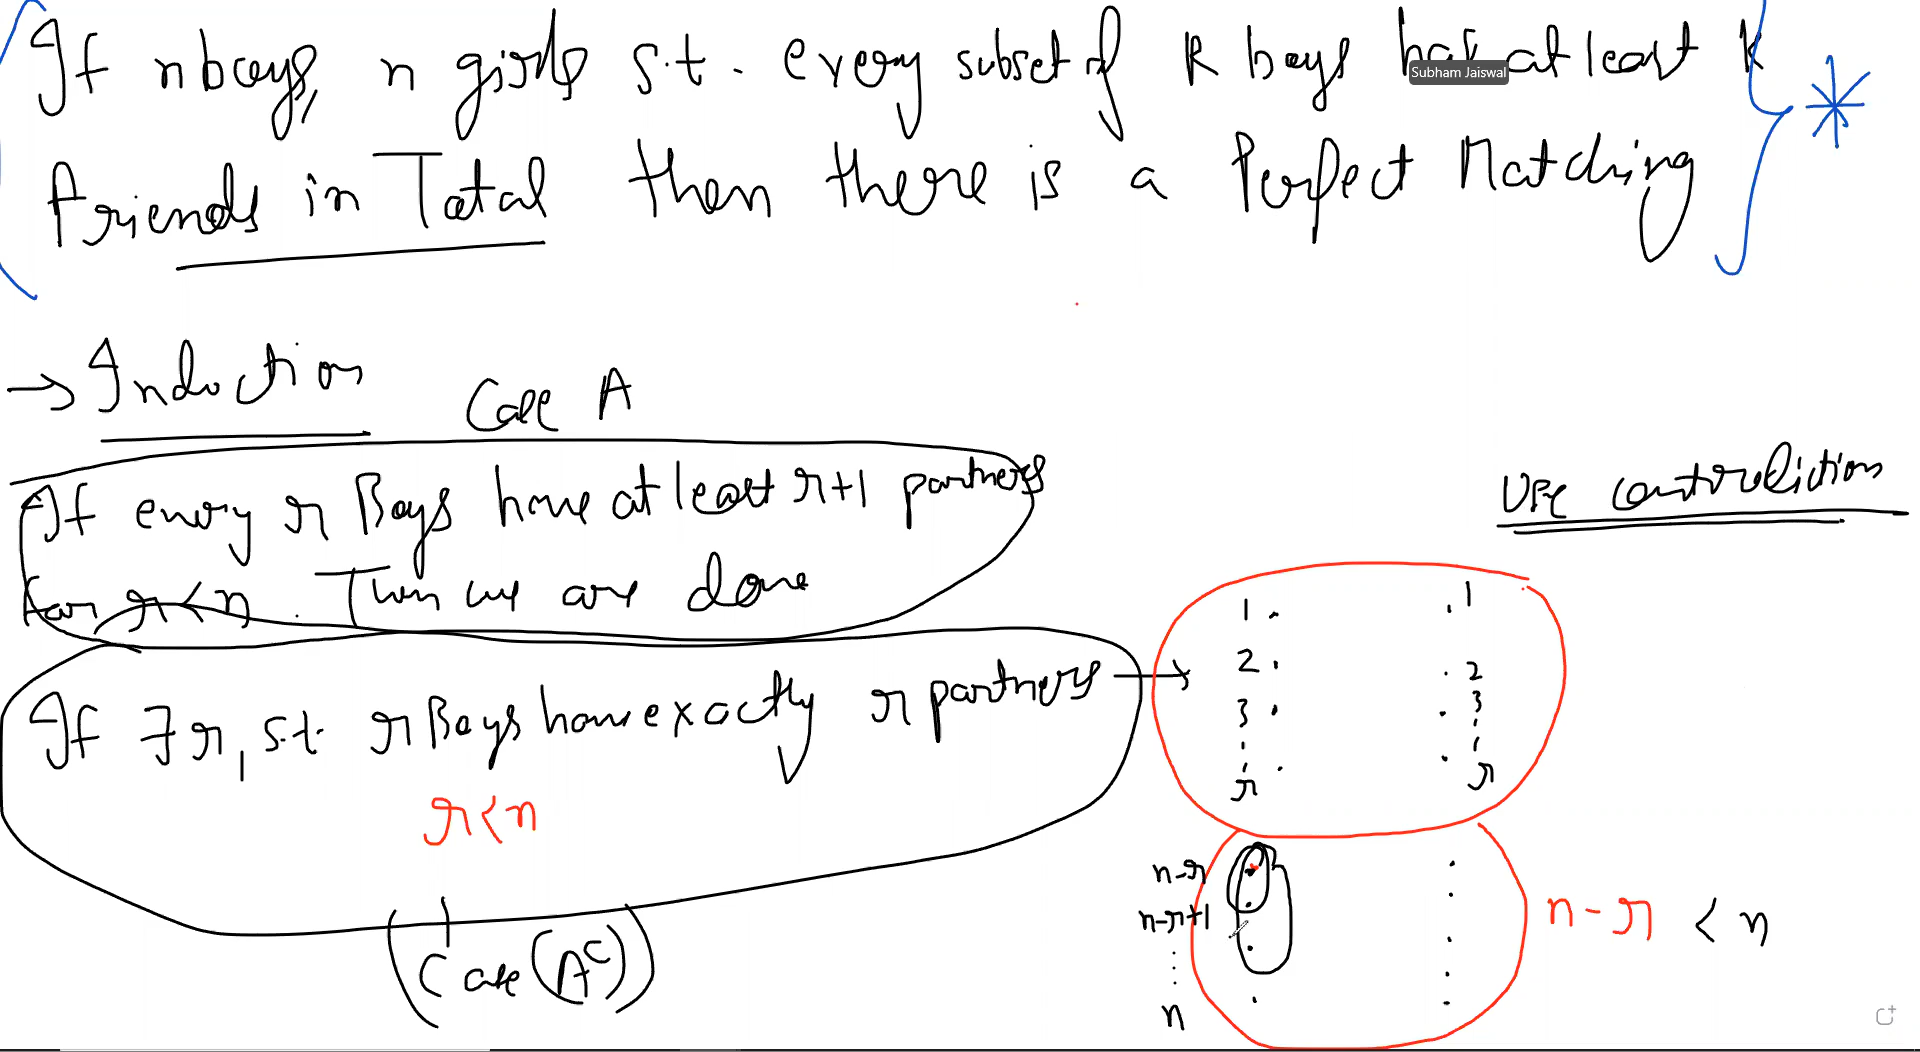 If n boys, n girls s.t. every subset of k boys has at least k
Subham Jaiswal
friends in Total then there is a Perfect Matching
*
→ Induction
Case A
If every r Boys have at least r+1 partners
for r<n. Then we are done
Use contradiction
If ∃ r, s.t. r Boys have exactly r partners →
r<n
(Case (Aᶜ))
1 . . 1
2 . . 2
3 . . 3
r . . r
n-r
n-r+1
n
n-r < n